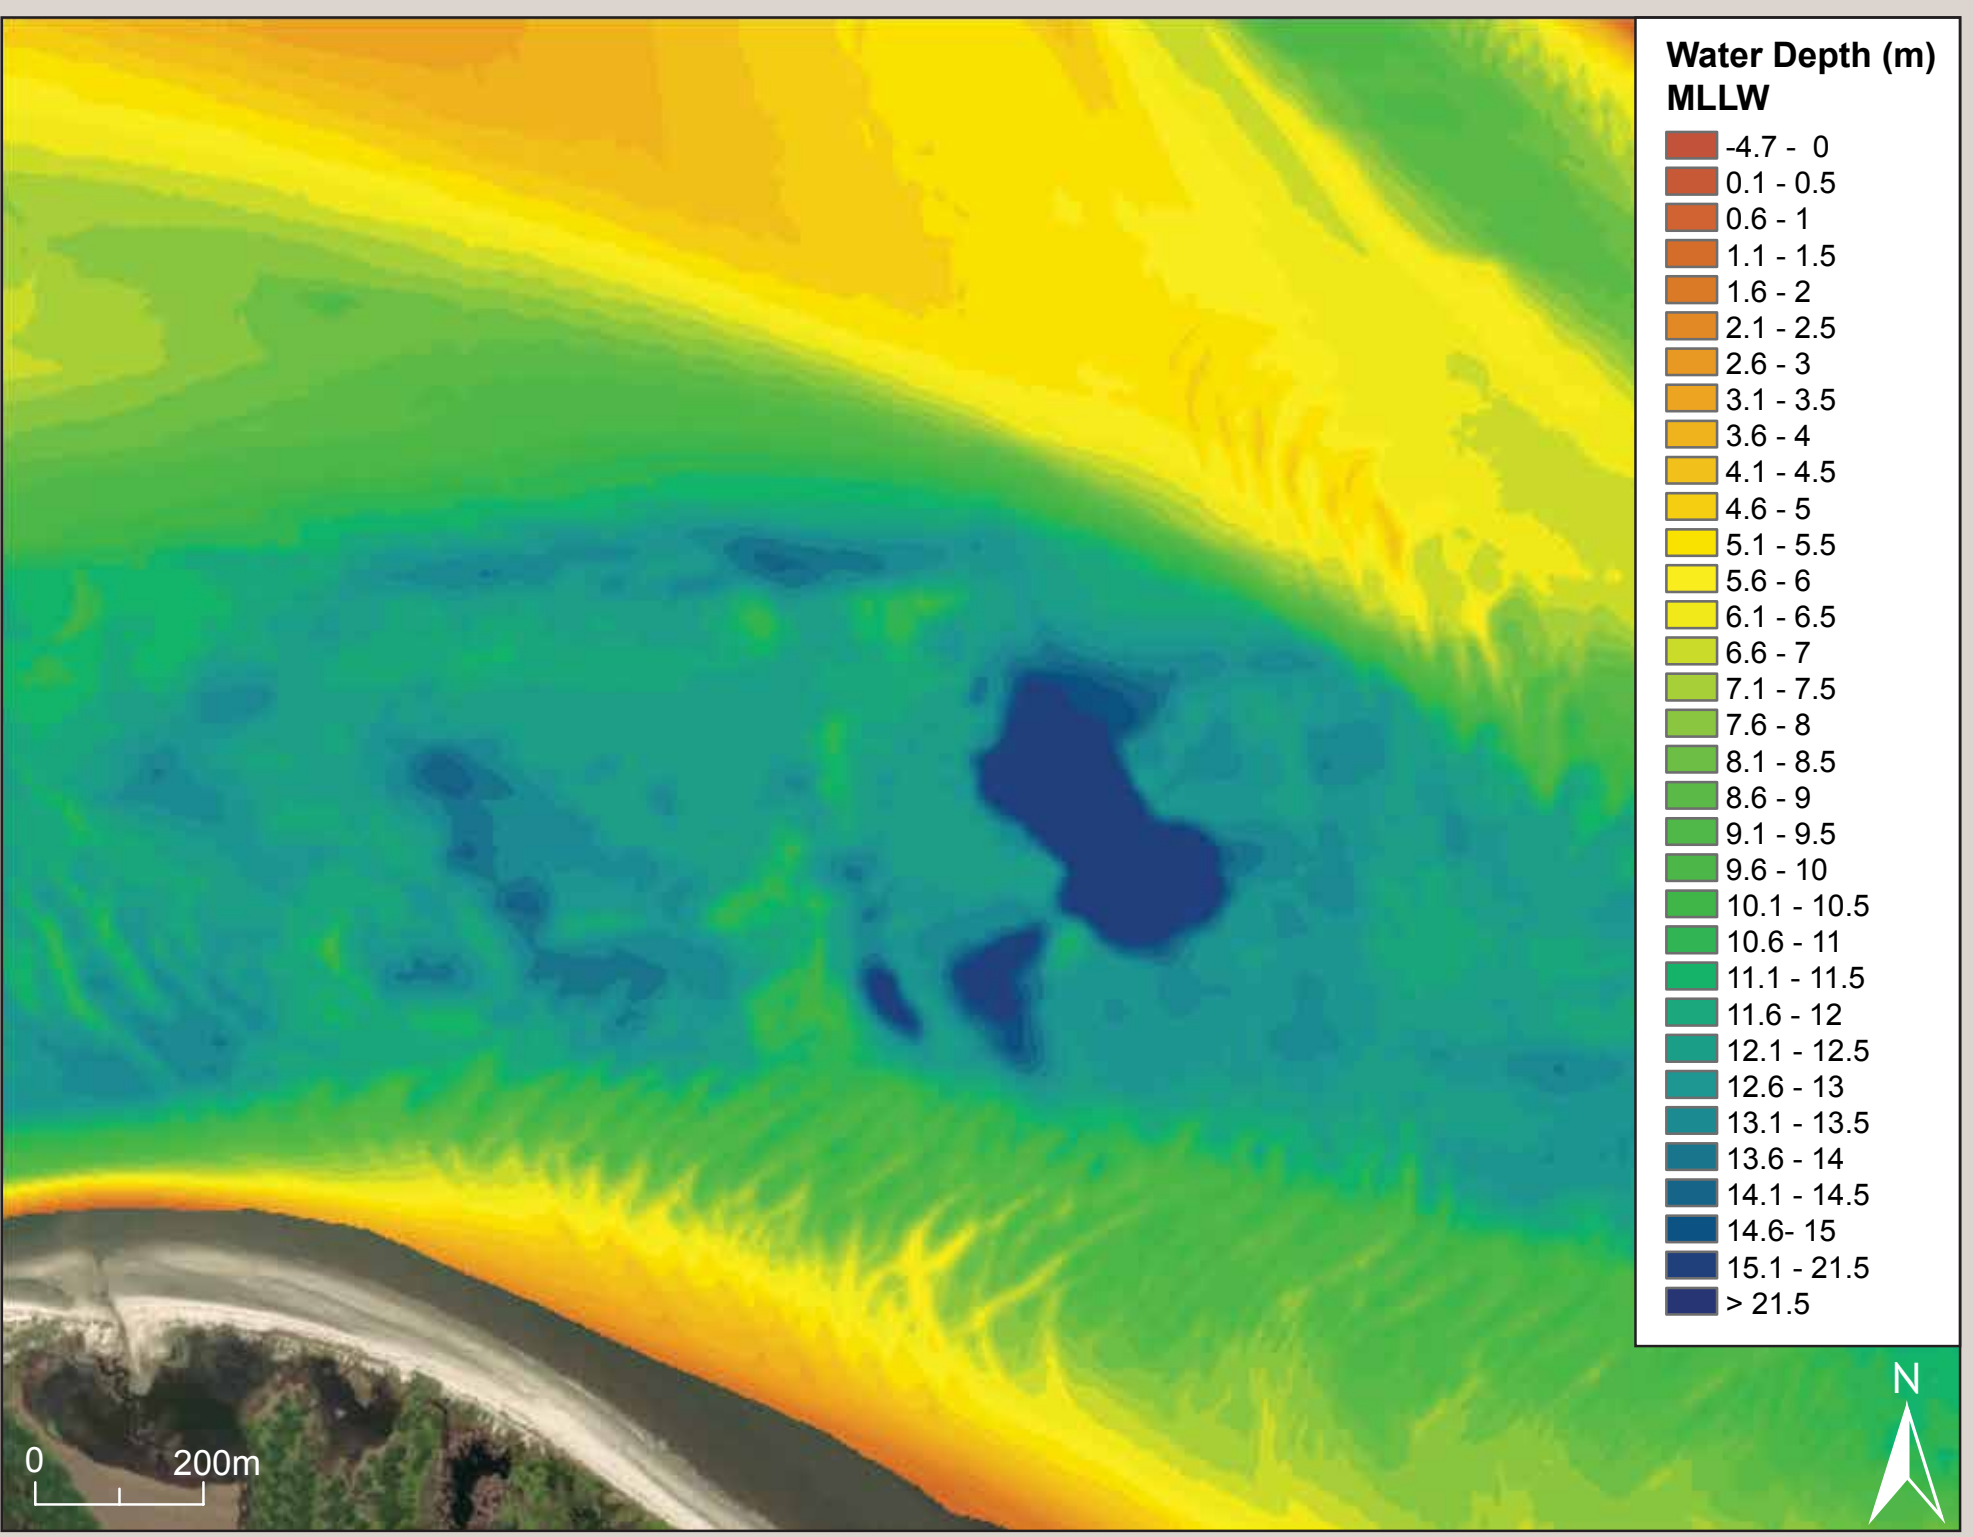 Water Depth (m)
MLLW
-4.7 - 0
0.1 - 0.5
0.6 - 1
1.1 - 1.5
1.6 - 2
2.1 - 2.5
2.6 - 3
3.1 - 3.5
3.6 - 4
4.1 - 4.5
4.6 - 5
5.1 - 5.5
5.6 - 6
6.1 - 6.5
6.6 - 7
7.1 - 7.5
7.6 - 8
8.1 - 8.5
8.6 - 9
9.1 - 9.5
9.6 - 10
10.1 - 10.5
10.6 - 11
11.1 - 11.5
11.6 - 12
12.1 - 12.5
12.6 - 13
13.1 - 13.5
13.6 - 14
14.1 - 14.5
14.6- 15
15.1 - 21.5
> 21.5
N
0 200m